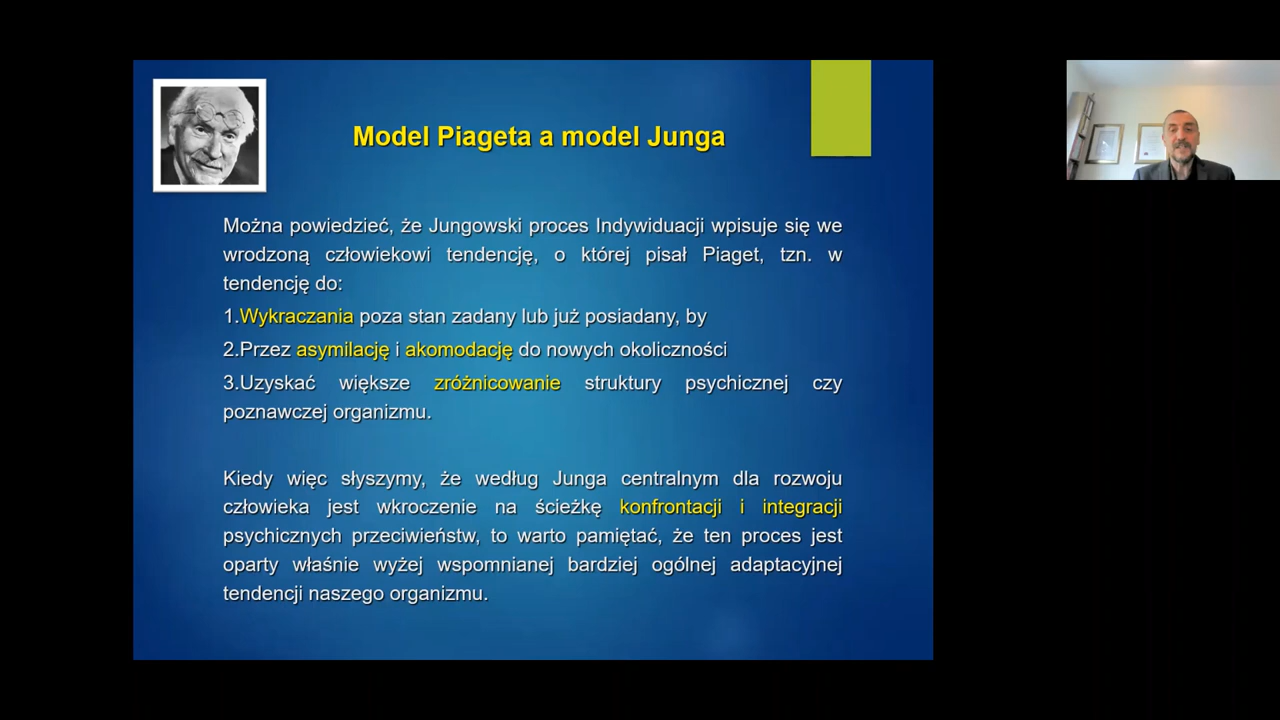 Model Piageta a model Junga
Można powiedzieć, że Jungowski proces Indywiduacji wpisuje się we
wrodzoną człowiekowi tendencję, o której pisał Piaget, tzn. w
tendencję do:
1.Wykraczania poza stan zadany lub już posiadany, by
2.Przez asymilację i akomodację do nowych okoliczności
3.Uzyskać większe zróżnicowanie struktury psychicznej czy
poznawczej organizmu.
Kiedy więc słyszymy, że według Junga centralnym dla rozwoju
człowieka jest wkroczenie na ścieżkę konfrontacji i integracji
psychicznych przeciwieństw, to warto pamiętać, że ten proces jest
oparty właśnie wyżej wspomnianej bardziej ogólnej adaptacyjnej
tendencji naszego organizmu.